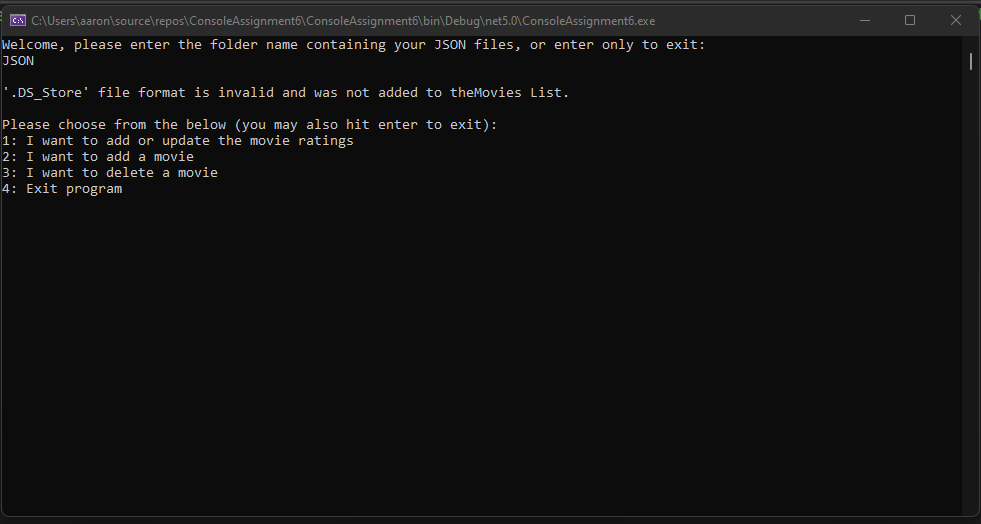 C:\Users\aaron\source\repos\ConsoleAssignment6\ConsoleAssignment6\bin\Debug\net5.0\ConsoleAssignment6.exe
Welcome, please enter the folder name containing your JSON files, or enter only to exit:
JSON
'.DS_Store' file format is invalid and was not added to theMovies List.
Please choose from the below (you may also hit enter to exit):
1: I want to add or update the movie ratings
2: I want to add a movie
3: I want to delete a movie
4: Exit program